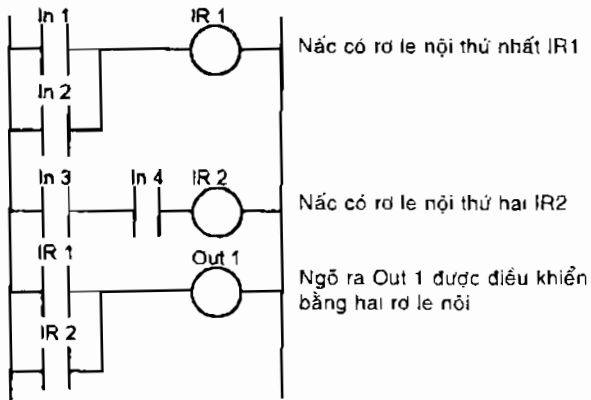 In 1 IR 1
Nấc có rơ le nội thứ nhất IR1
In 2
In 3 In 4 IR 2
Nấc có rơ le nội thứ hai IR2
IR 1 Out 1
Ngõ ra Out 1 được điều khiển
bằng hai rơ le nội
IR 2